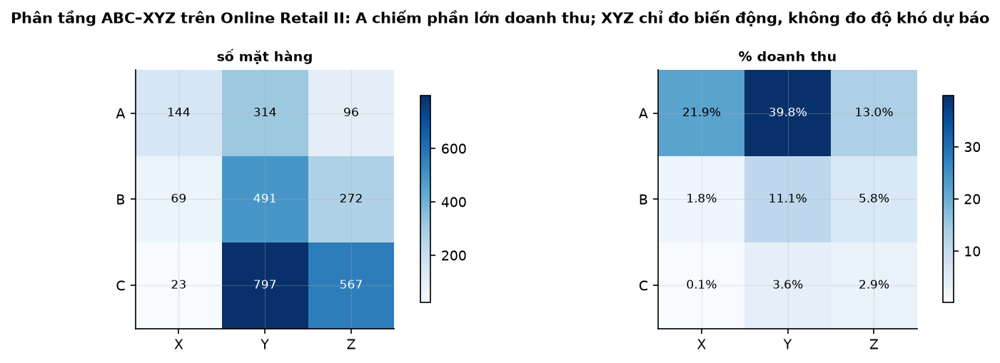 Phân tầng ABC–XYZ trên Online Retail II: A chiếm phần lớn doanh thu; XYZ chỉ đo biến động, không đo độ khó dự báo
số mặt hàng
A 144 314 96
B 69 491 272
C 23 797 567
X Y Z
600
400
200
% doanh thu
A 21.9% 39.8% 13.0%
B 1.8% 11.1% 5.8%
C 0.1% 3.6% 2.9%
X Y Z
30
20
10